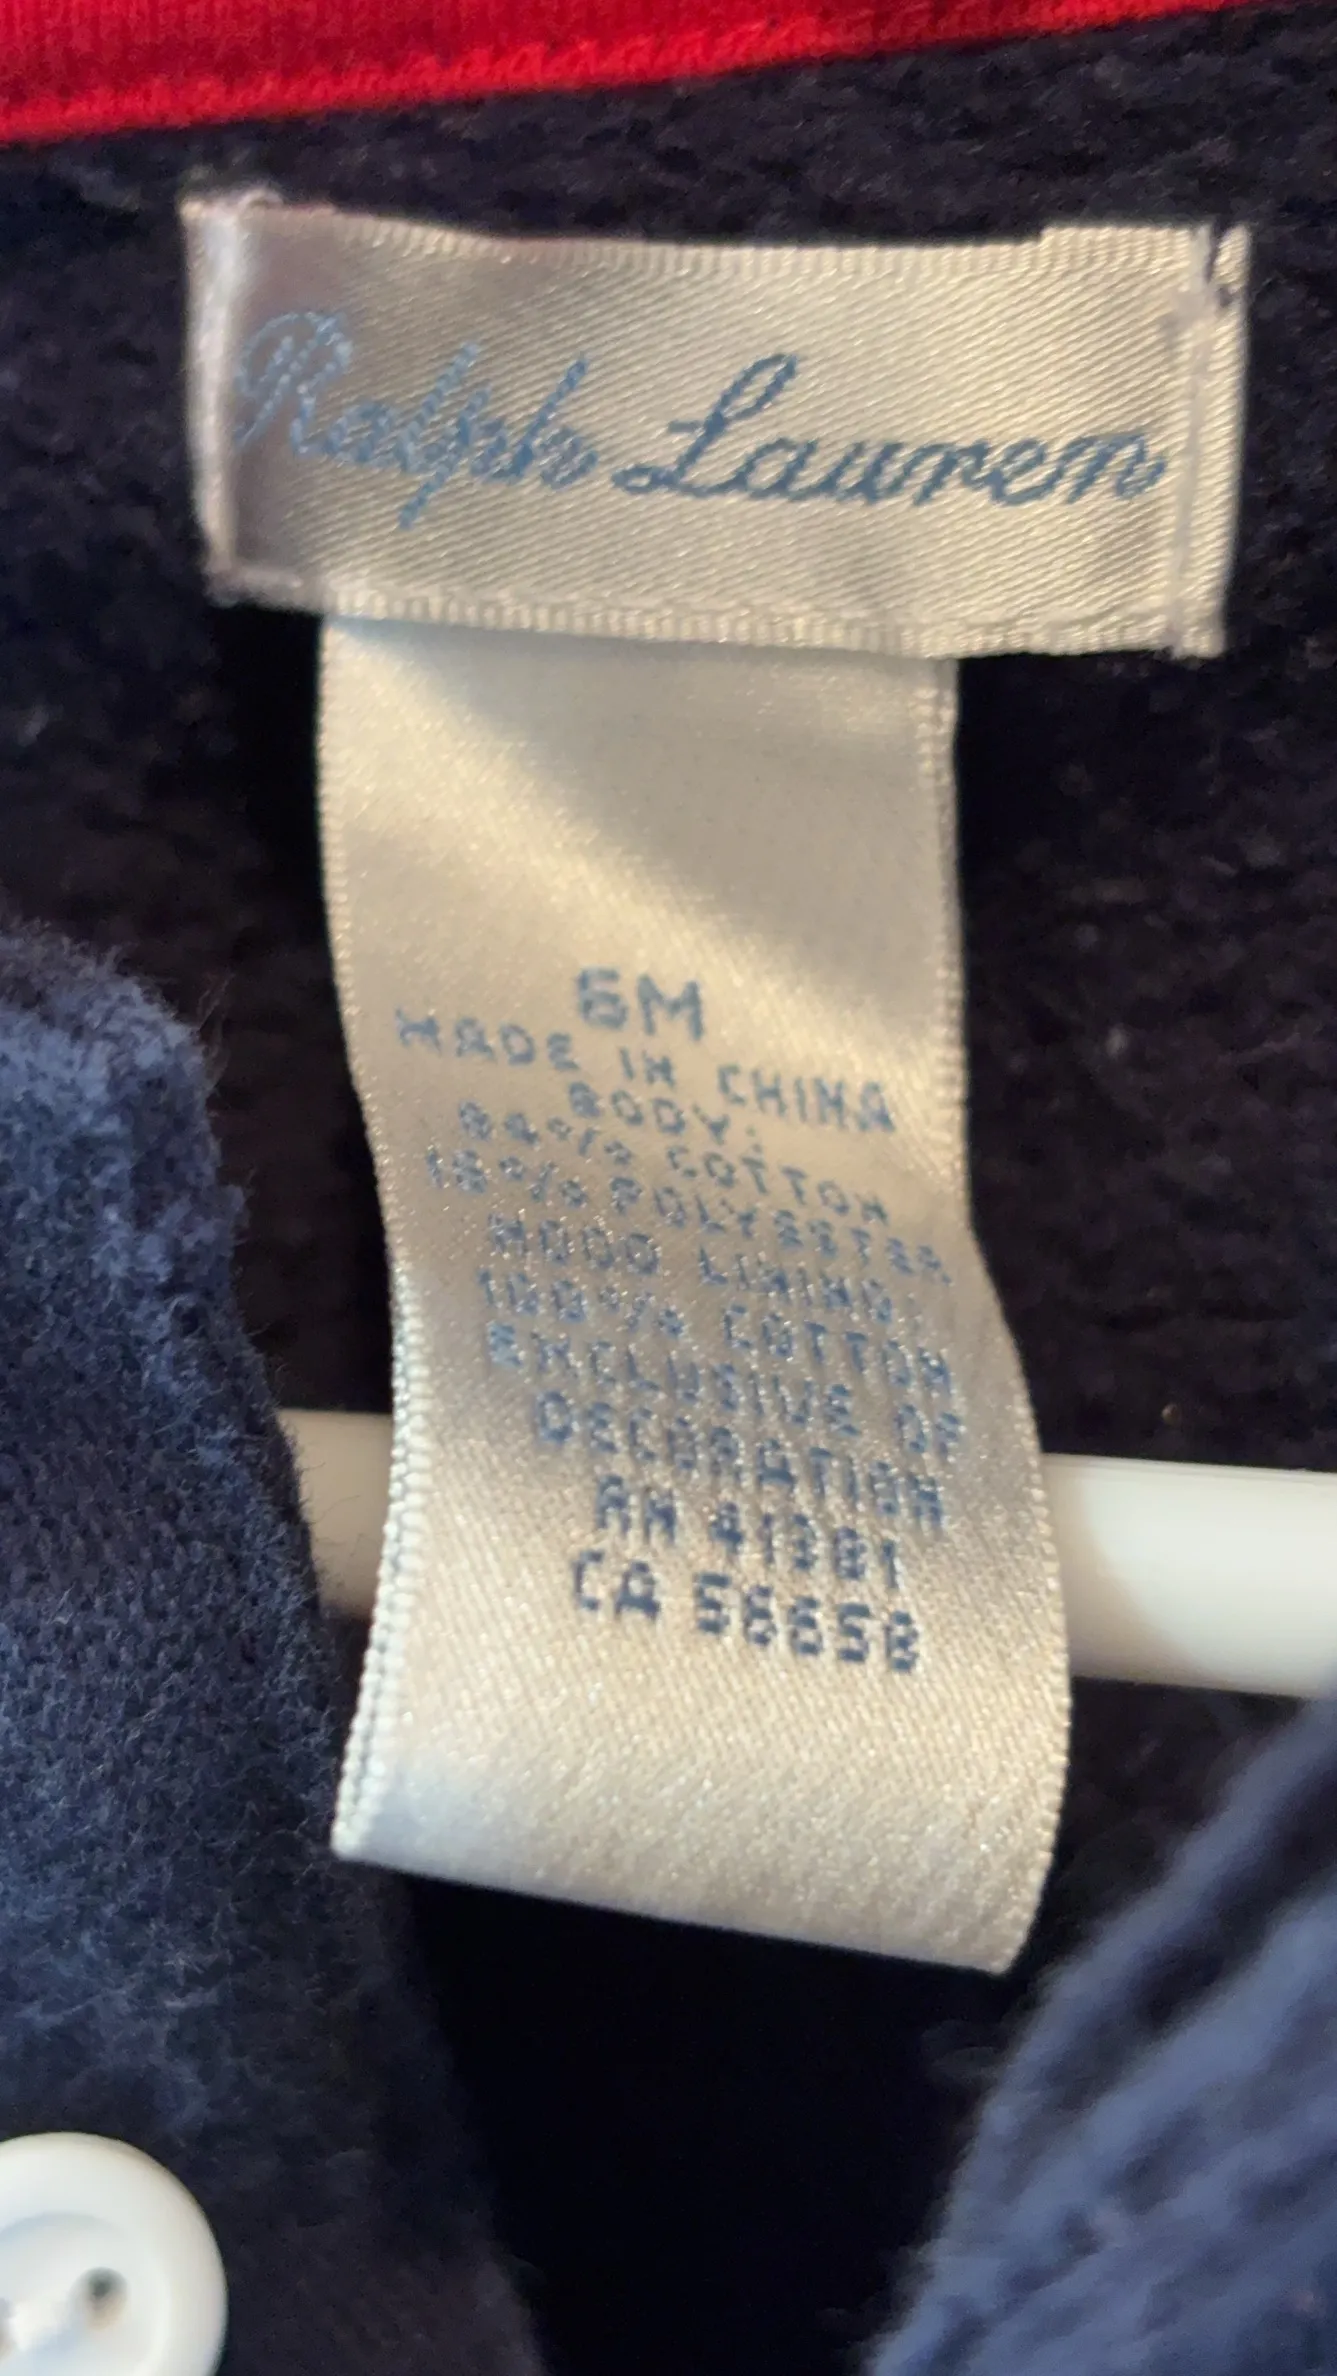 Ralph Lauren
6M
MADE IN CHINA
BODY:
84% COTTON
16% POLYESTER
HOOD LINING:
100% COTTON
EXCLUSIVE OF
DECORATION
RN 41381
CA 56658